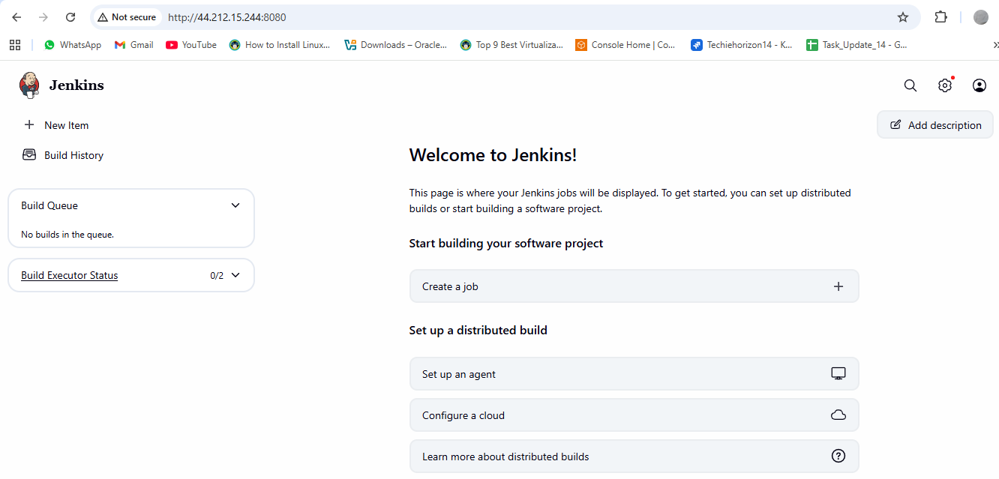 Not secure
http://44.212.15.244:8080
WhatsApp
Gmail
YouTube
How to Install Linux...
Downloads – Oracle...
Top 9 Best Virtualiza...
Console Home | Co...
Techiehorizon14 - K...
Task_Update_14 - G...
Jenkins
New Item
Add description
Build History
Welcome to Jenkins!
This page is where your Jenkins jobs will be displayed. To get started, you can set up distributed
builds or start building a software project.
Build Queue
No builds in the queue.
Start building your software project
Build Executor Status
0/2
Create a job
Set up a distributed build
Set up an agent
Configure a cloud
Learn more about distributed builds